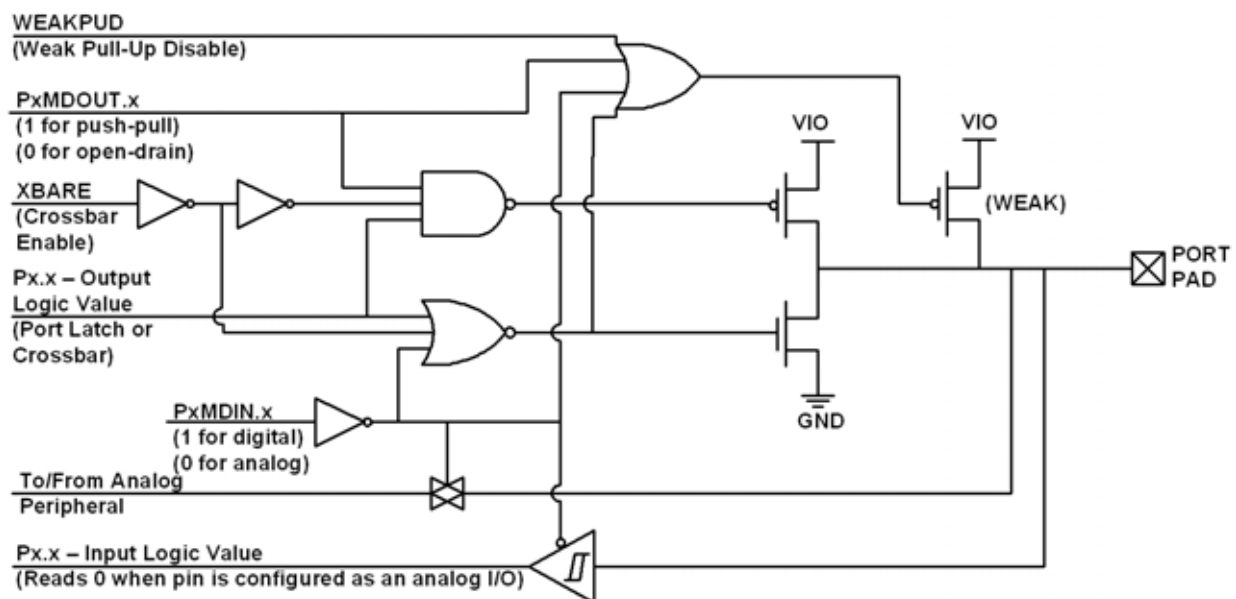 WEAKPUD
(Weak Pull-Up Disable)
PxMDOUT.x
(1 for push-pull)
(0 for open-drain)
XBARE
(Crossbar
Enable)
Px.x – Output
Logic Value
(Port Latch or
Crossbar)
PxMDIN.x
(1 for digital)
(0 for analog)
To/From Analog
Peripheral
Px.x – Input Logic Value
(Reads 0 when pin is configured as an analog I/O)
VIO
VIO
(WEAK)
GND
PORT
PAD